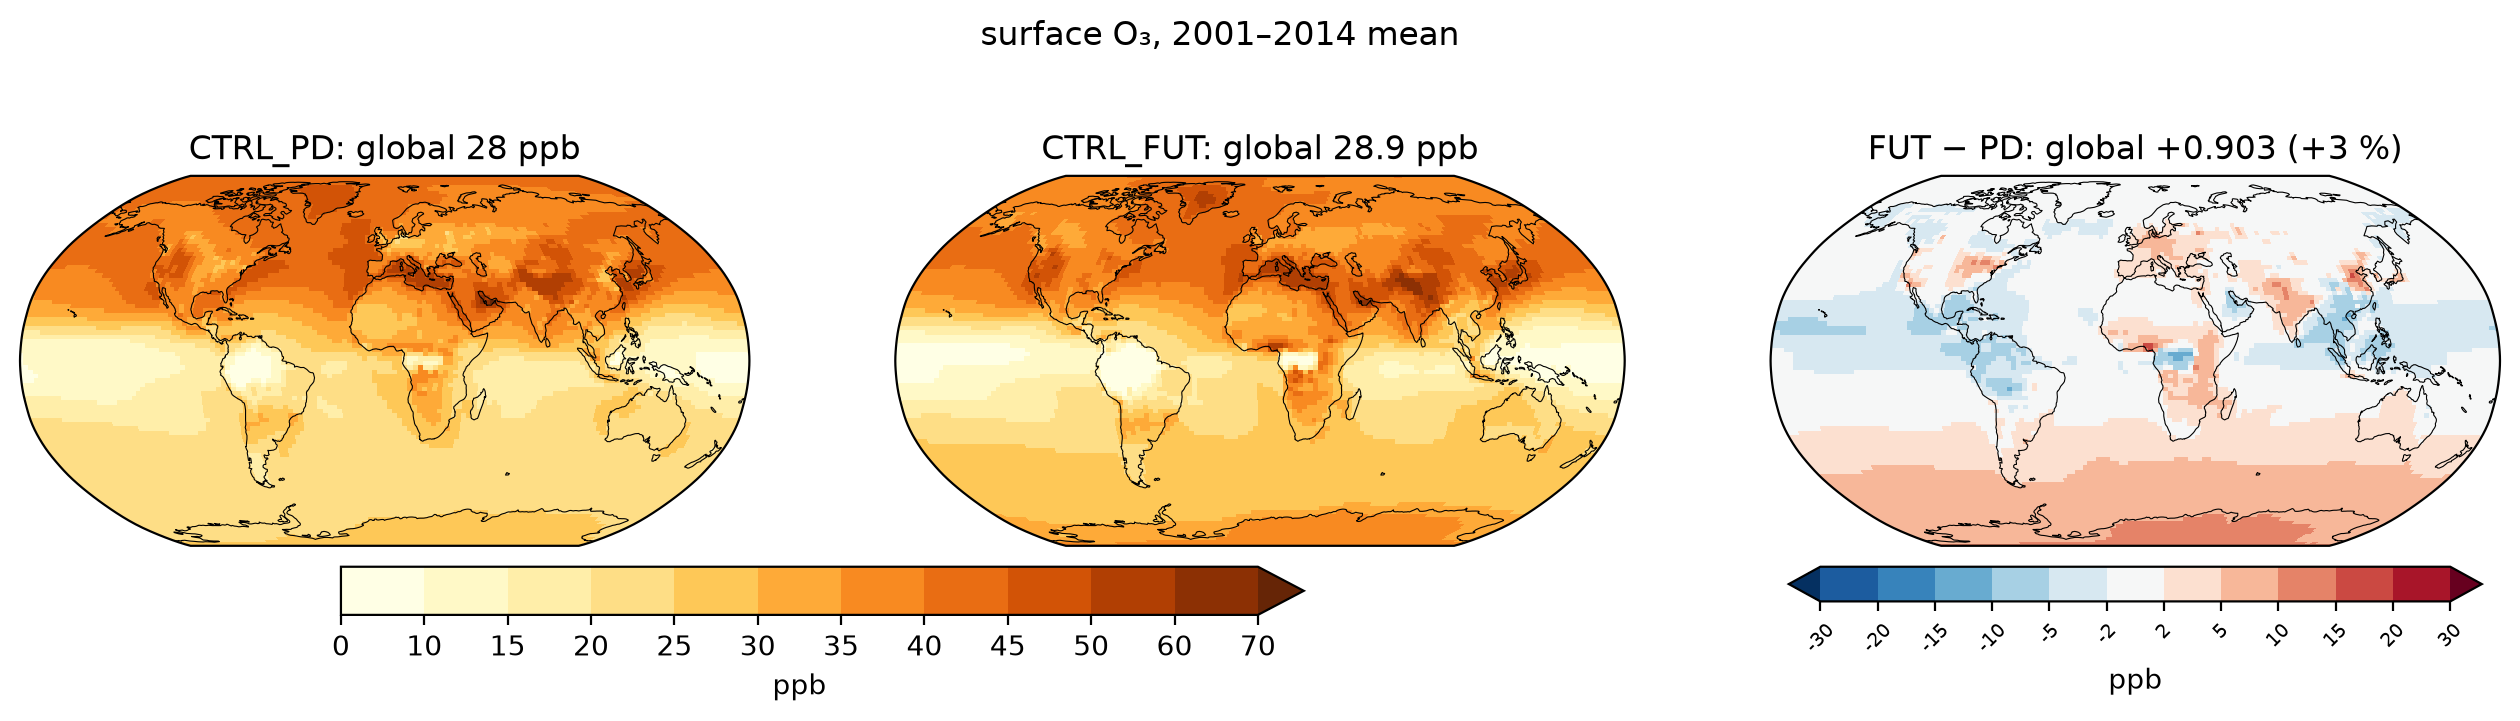 surface O₃, 2001–2014 mean
CTRL_PD: global 28 ppb
CTRL_FUT: global 28.9 ppb
FUT − PD: global +0.903 (+3 %)
0 10 15 20 25 30 35 40 45 50 60 70
ppb
-30 -20 -15 -10 -5 -2 2 5 10 15 20 30
ppb